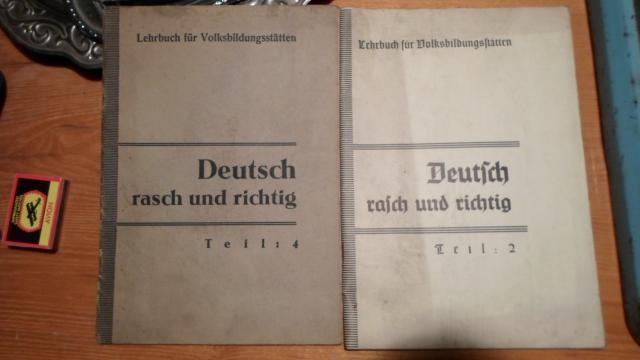 Lehrbuch für Volksbildungsstätten
Deutsch
rasch und richtig
Teil: 4
Lehrbuch für Volksbildungsstätten
Deutsch
rasch und richtig
Teil: 2